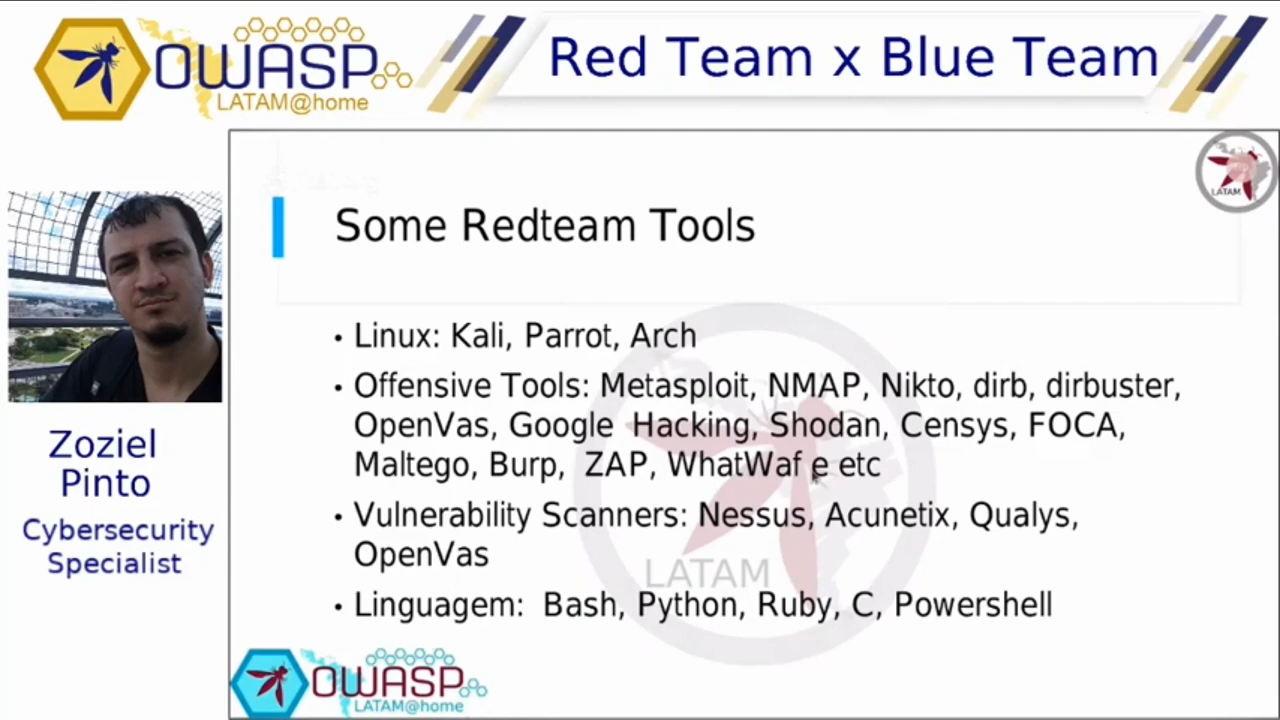 OWASP
LATAM@home
Red Team x Blue Team
LATAM
Some Redteam Tools
• Linux: Kali, Parrot, Arch
• Offensive Tools: Metasploit, NMAP, Nikto, dirb, dirbuster,
OpenVas, Google Hacking, Shodan, Censys, FOCA,
Maltego, Burp, ZAP, WhatWaf e etc
• Vulnerability Scanners: Nessus, Acunetix, Qualys,
OpenVas
LATAM
• Linguagem: Bash, Python, Ruby, C, Powershell
Zoziel
Pinto
Cybersecurity
Specialist
OWASP
LATAM@home